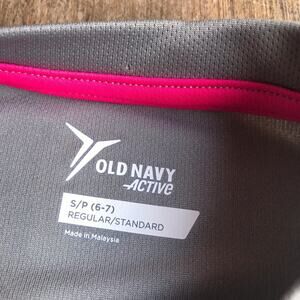 OLD NAVY
ACTIVE
S/P (6-7)
REGULAR/STANDARD
Made in Malaysia